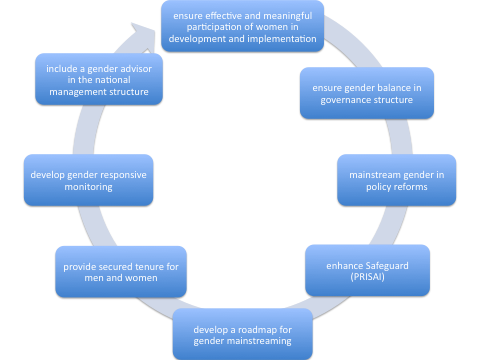 ensure effective and meaningful
participation of women in
development and implementation
ensure gender balance in
governance structure
mainstream gender in
policy reforms
enhance Safeguard
(PRISAI)
develop a roadmap for
gender mainstreaming
provide secured tenure for
men and women
develop gender responsive
monitoring
include a gender advisor
in the national
management structure